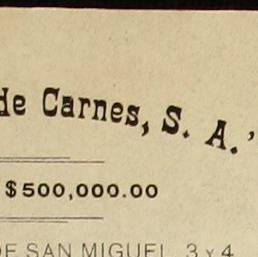 de Carnes, S. A."
$500,000.00
DE SAN MIGUEL 3 y 4